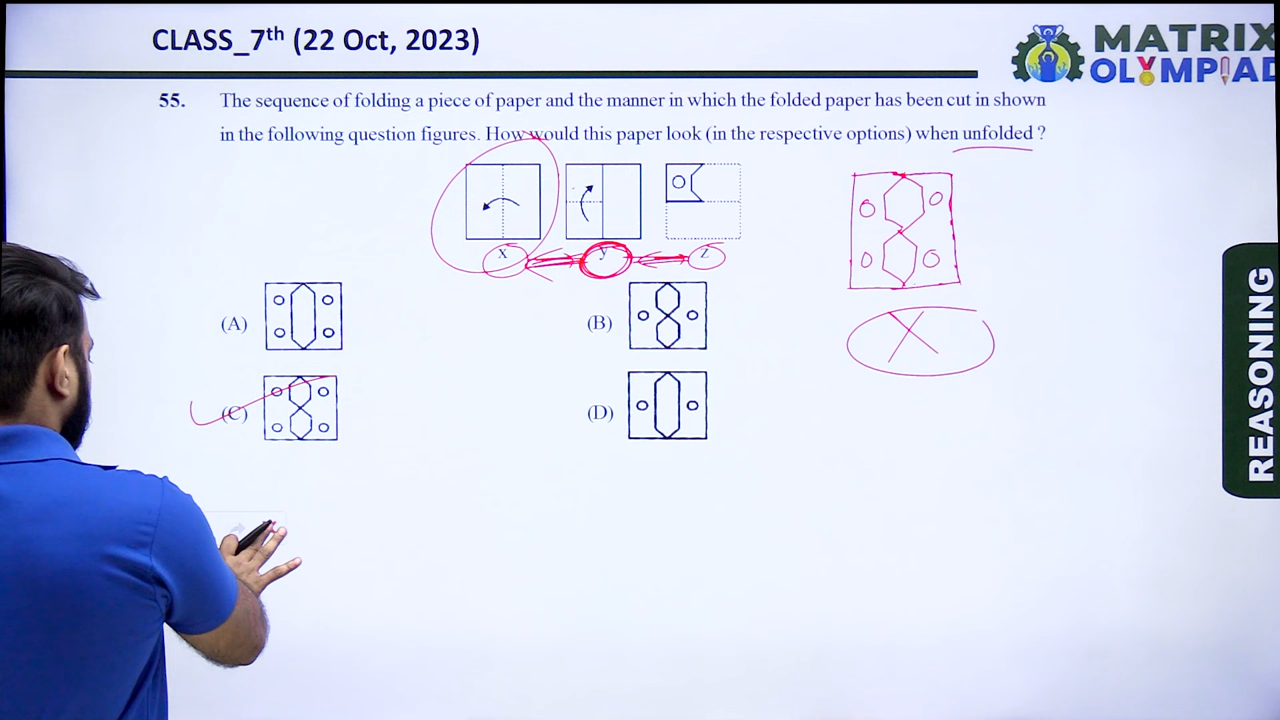 CLASS_7th (22 Oct, 2023)
MATRIX
OLYMPIAD
55. The sequence of folding a piece of paper and the manner in which the folded paper has been cut in shown
in the following question figures. How would this paper look (in the respective options) when unfolded ?
x y z
(A) (B)
(C) (D)
REASONING